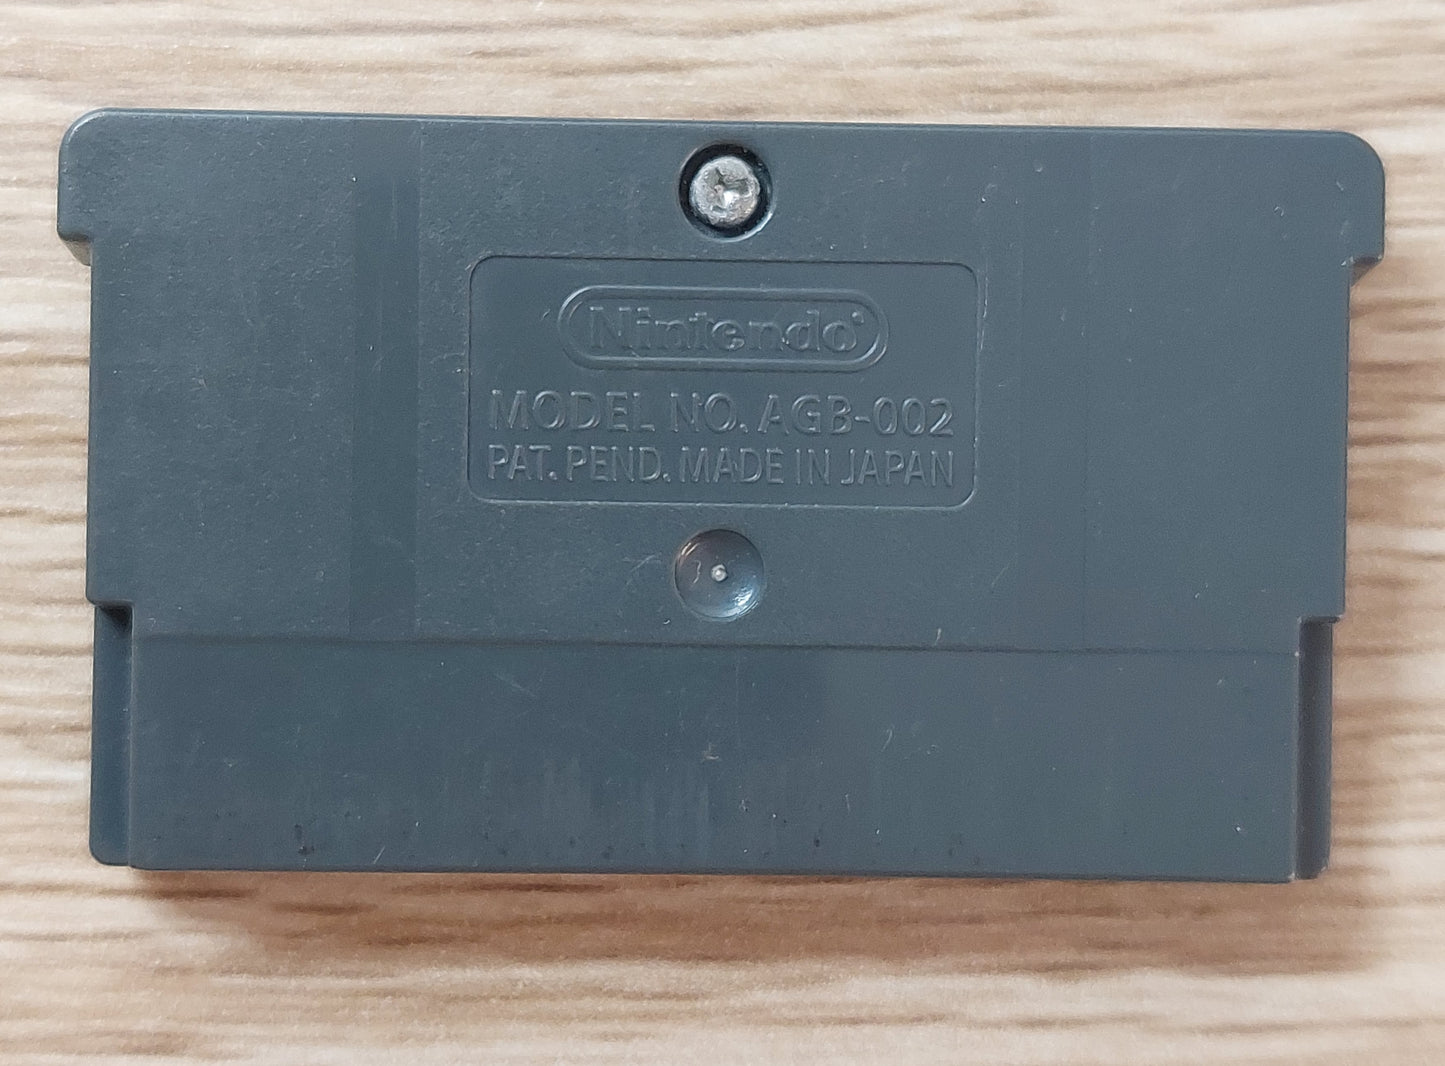 Nintendo
MODEL NO. AGB-002
PAT. PEND. MADE IN JAPAN